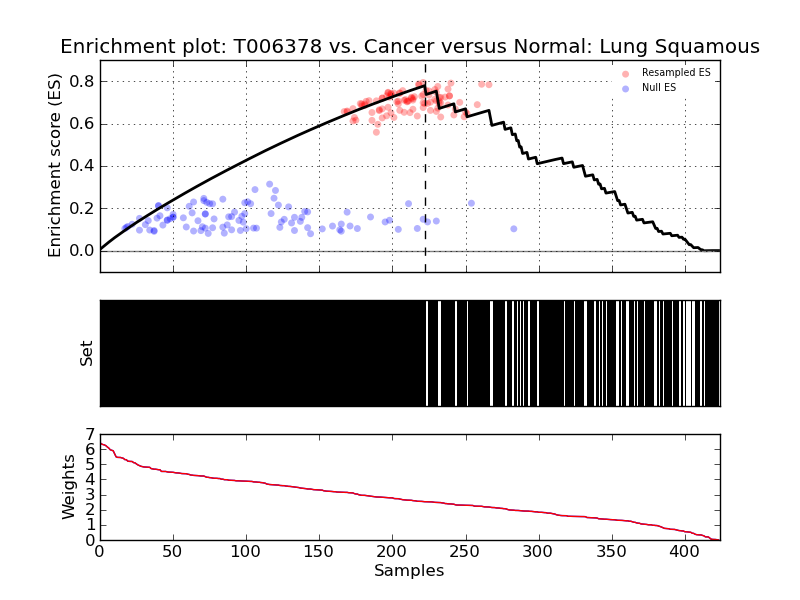 Enrichment plot: T006378 vs. Cancer versus Normal: Lung Squamous
Enrichment score (ES)
0.8
0.6
0.4
0.2
0.0
Resampled ES
Null ES
Set
Weights
7
6
5
4
3
2
1
0
0 50 100 150 200 250 300 350 400
Samples